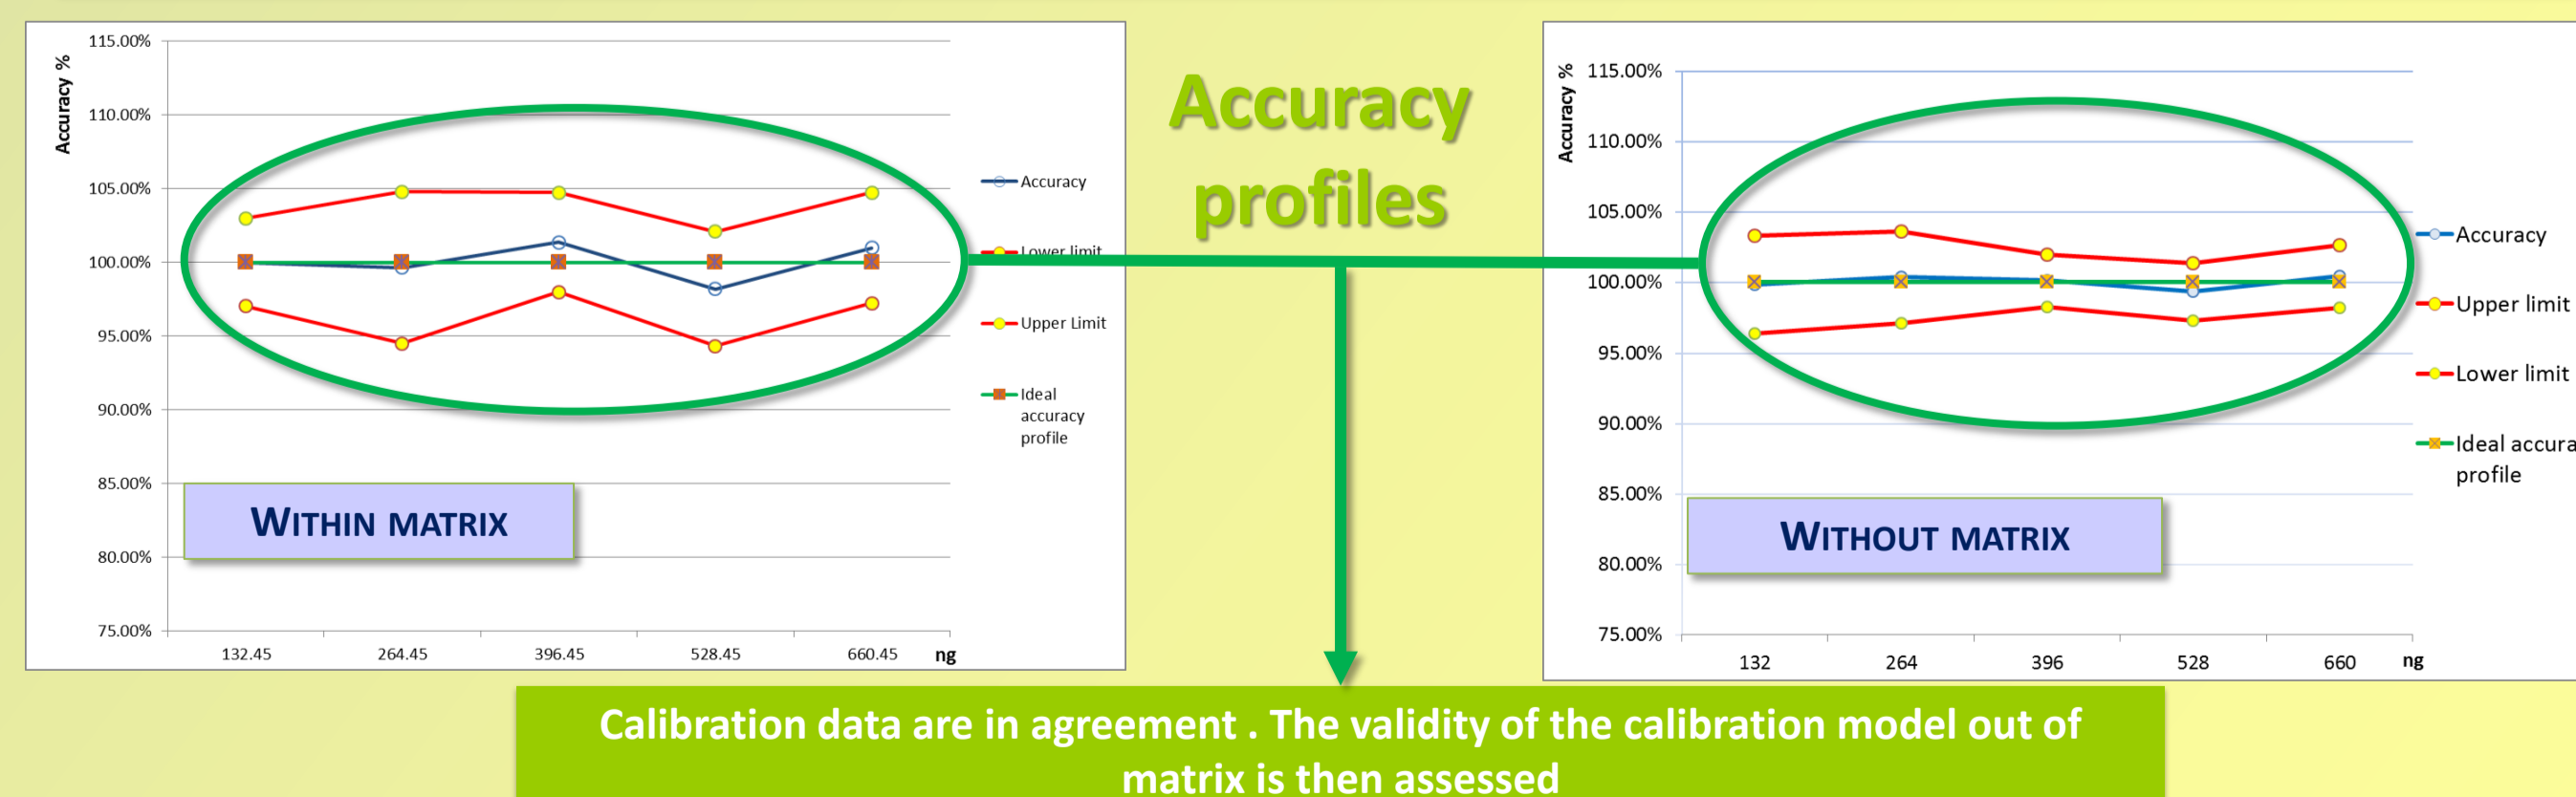 Accuracy %
115.00%
110.00%
105.00%
100.00%
95.00%
90.00%
85.00%
80.00%
75.00%
132.45
264.45
396.45
528.45
660.45
ng
Accuracy
Lower limit
Upper Limit
Ideal
accuracy
profile
WITHIN MATRIX
Accuracy
profiles
Accuracy %
115.00%
110.00%
105.00%
100.00%
95.00%
90.00%
85.00%
80.00%
75.00%
132
264
396
528
660
ng
Accuracy
Upper limit
Lower limit
Ideal accura
profile
WITHOUT MATRIX
Calibration data are in agreement . The validity of the calibration model out of
matrix is then assessed